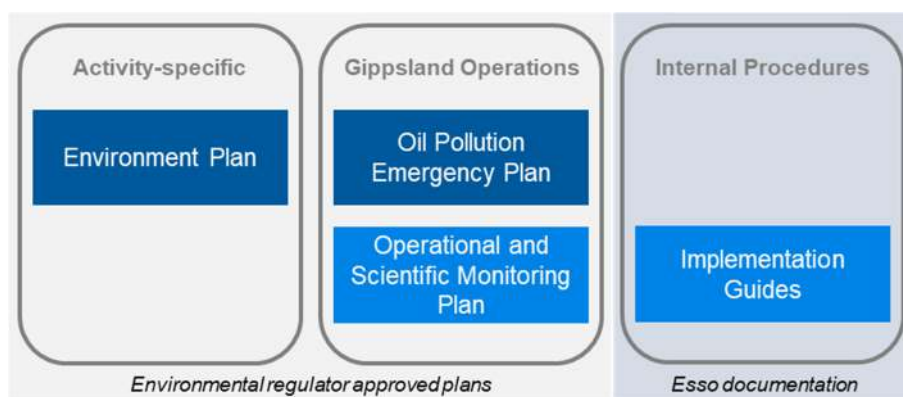 Activity-specific
Environment Plan
Gippsland Operations
Oil Pollution
Emergency Plan
Operational and
Scientific Monitoring
Plan
Environmental regulator approved plans
Internal Procedures
Implementation
Guides
Esso documentation